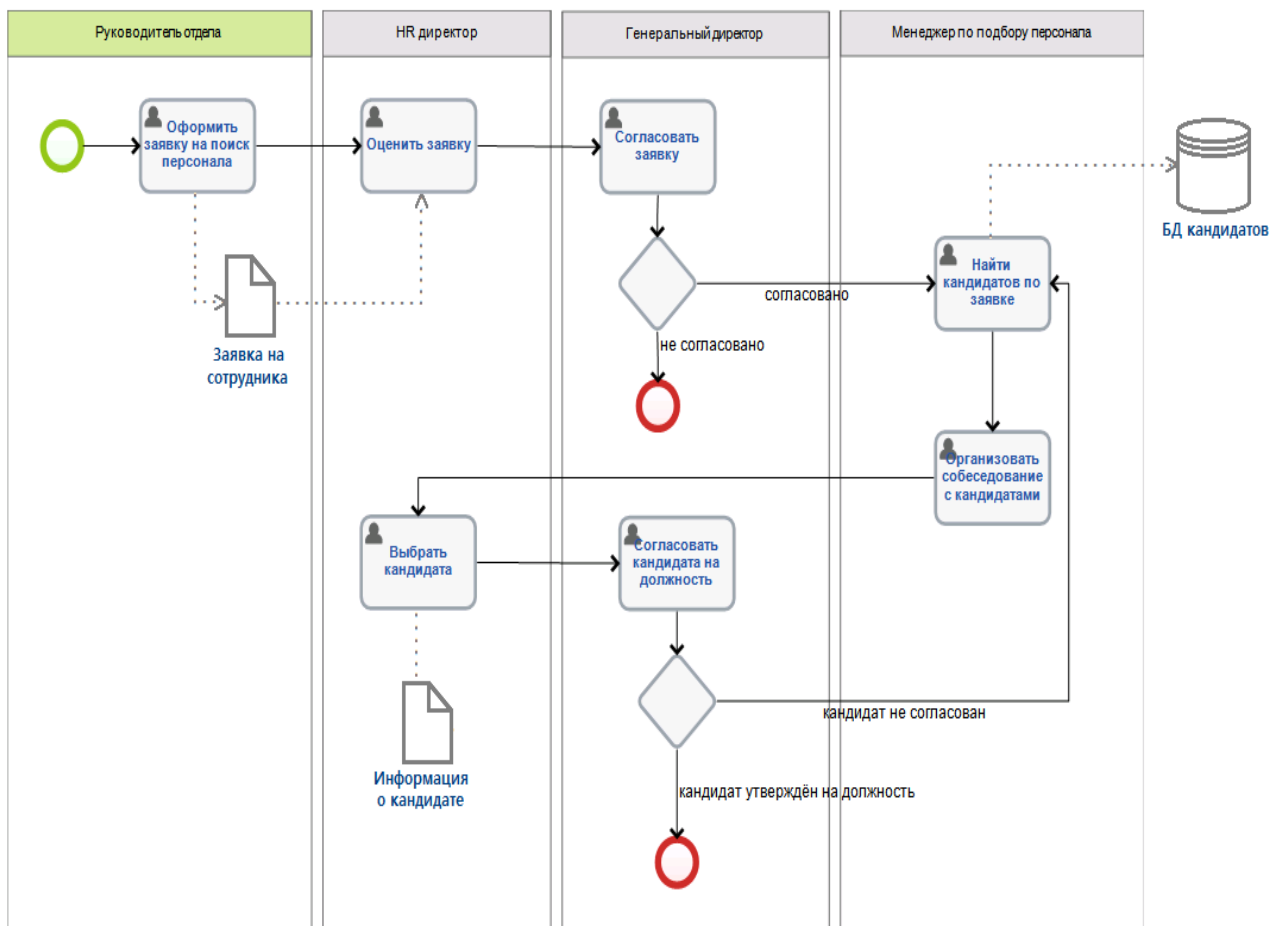 Руководитель отдела
HR директор
Генеральный директор
Менеджер по подбору персонала
Оформить
заявку на поиск
персонала
Оценить заявку
Согласовать
заявку
БД кандидатов
Найти
кандидатов по
заявке
согласовано
не согласовано
Заявка на
сотрудника
Организовать
собеседование
с кандидатами
Выбрать
кандидата
Согласовать
кандидата на
должность
кандидат не согласован
Информация
о кандидате
кандидат утверждён на должность